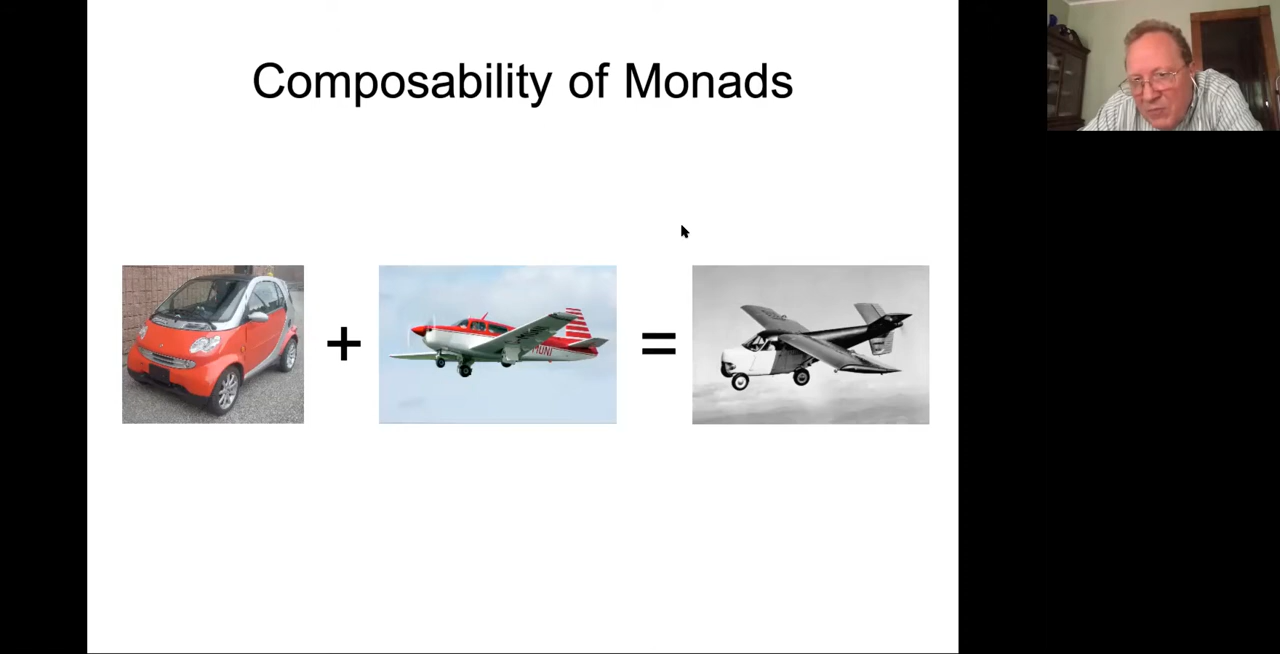 Composability of Monads
+
=